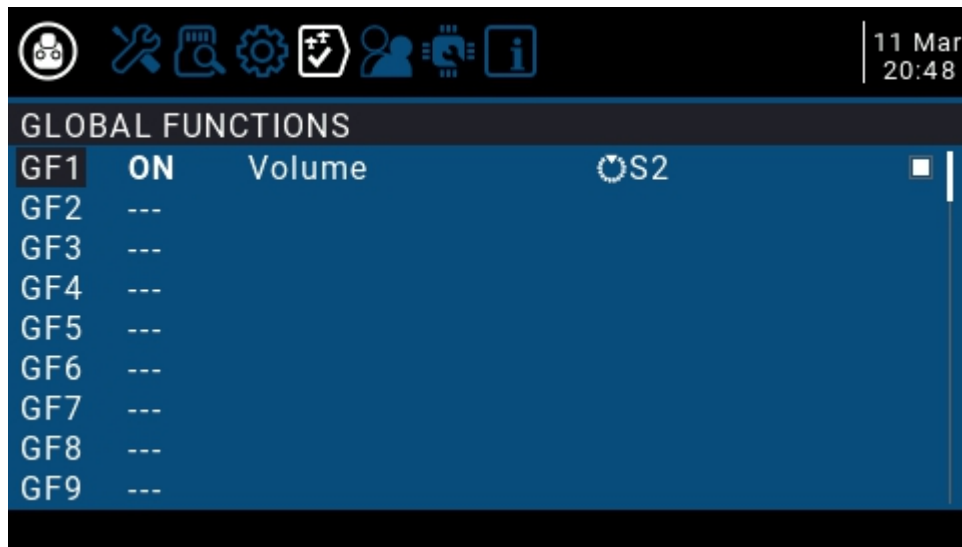 11 Mar
20:48
GLOBAL FUNCTIONS
GF1 ON Volume S2
GF2 ---
GF3 ---
GF4 ---
GF5 ---
GF6 ---
GF7 ---
GF8 ---
GF9 ---